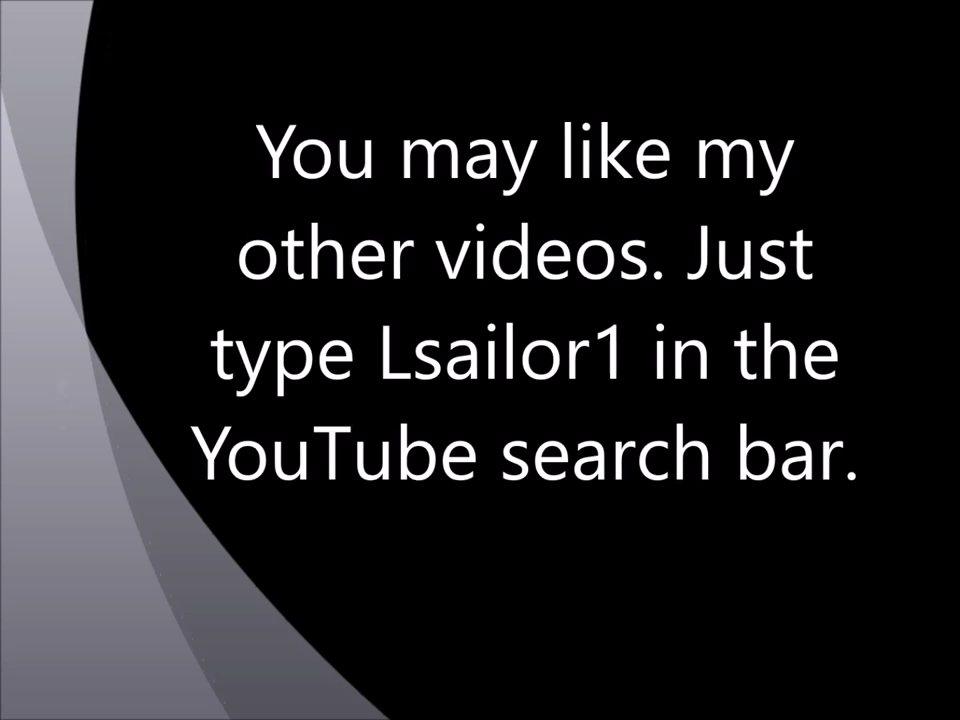 You may like my
other videos. Just
type Lsailor1 in the
YouTube search bar.